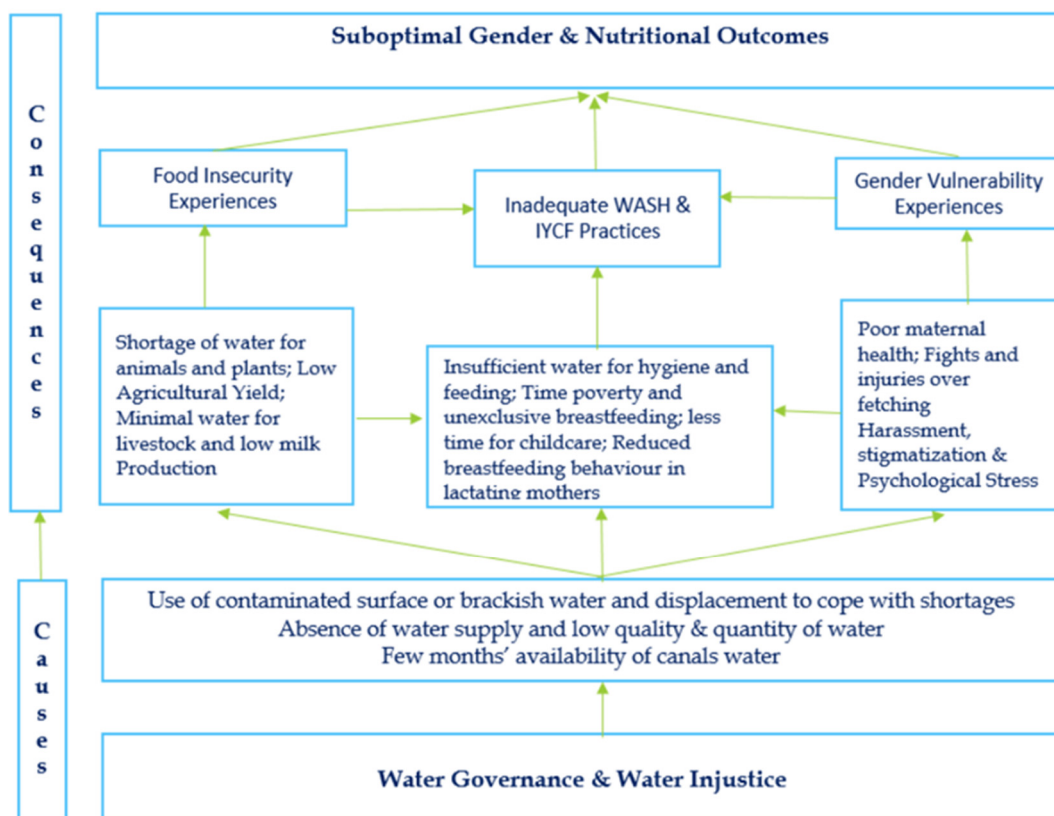 Suboptimal Gender & Nutritional Outcomes
Consequences
Food Insecurity
Experiences
Inadequate WASH &
IYCF Practices
Gender Vulnerability
Experiences
Shortage of water for
animals and plants; Low
Agricultural Yield;
Minimal water for
livestock and low milk
Production
Insufficient water for hygiene and
feeding; Time poverty and
unexclusive breastfeeding; less
time for childcare; Reduced
breastfeeding behaviour in
lactating mothers
Poor maternal
health; Fights and
injuries over
fetching
Harassment,
stigmatization &
Psychological Stress
Causes
Use of contaminated surface or brackish water and displacement to cope with shortages
Absence of water supply and low quality & quantity of water
Few months’ availability of canals water
Water Governance & Water Injustice